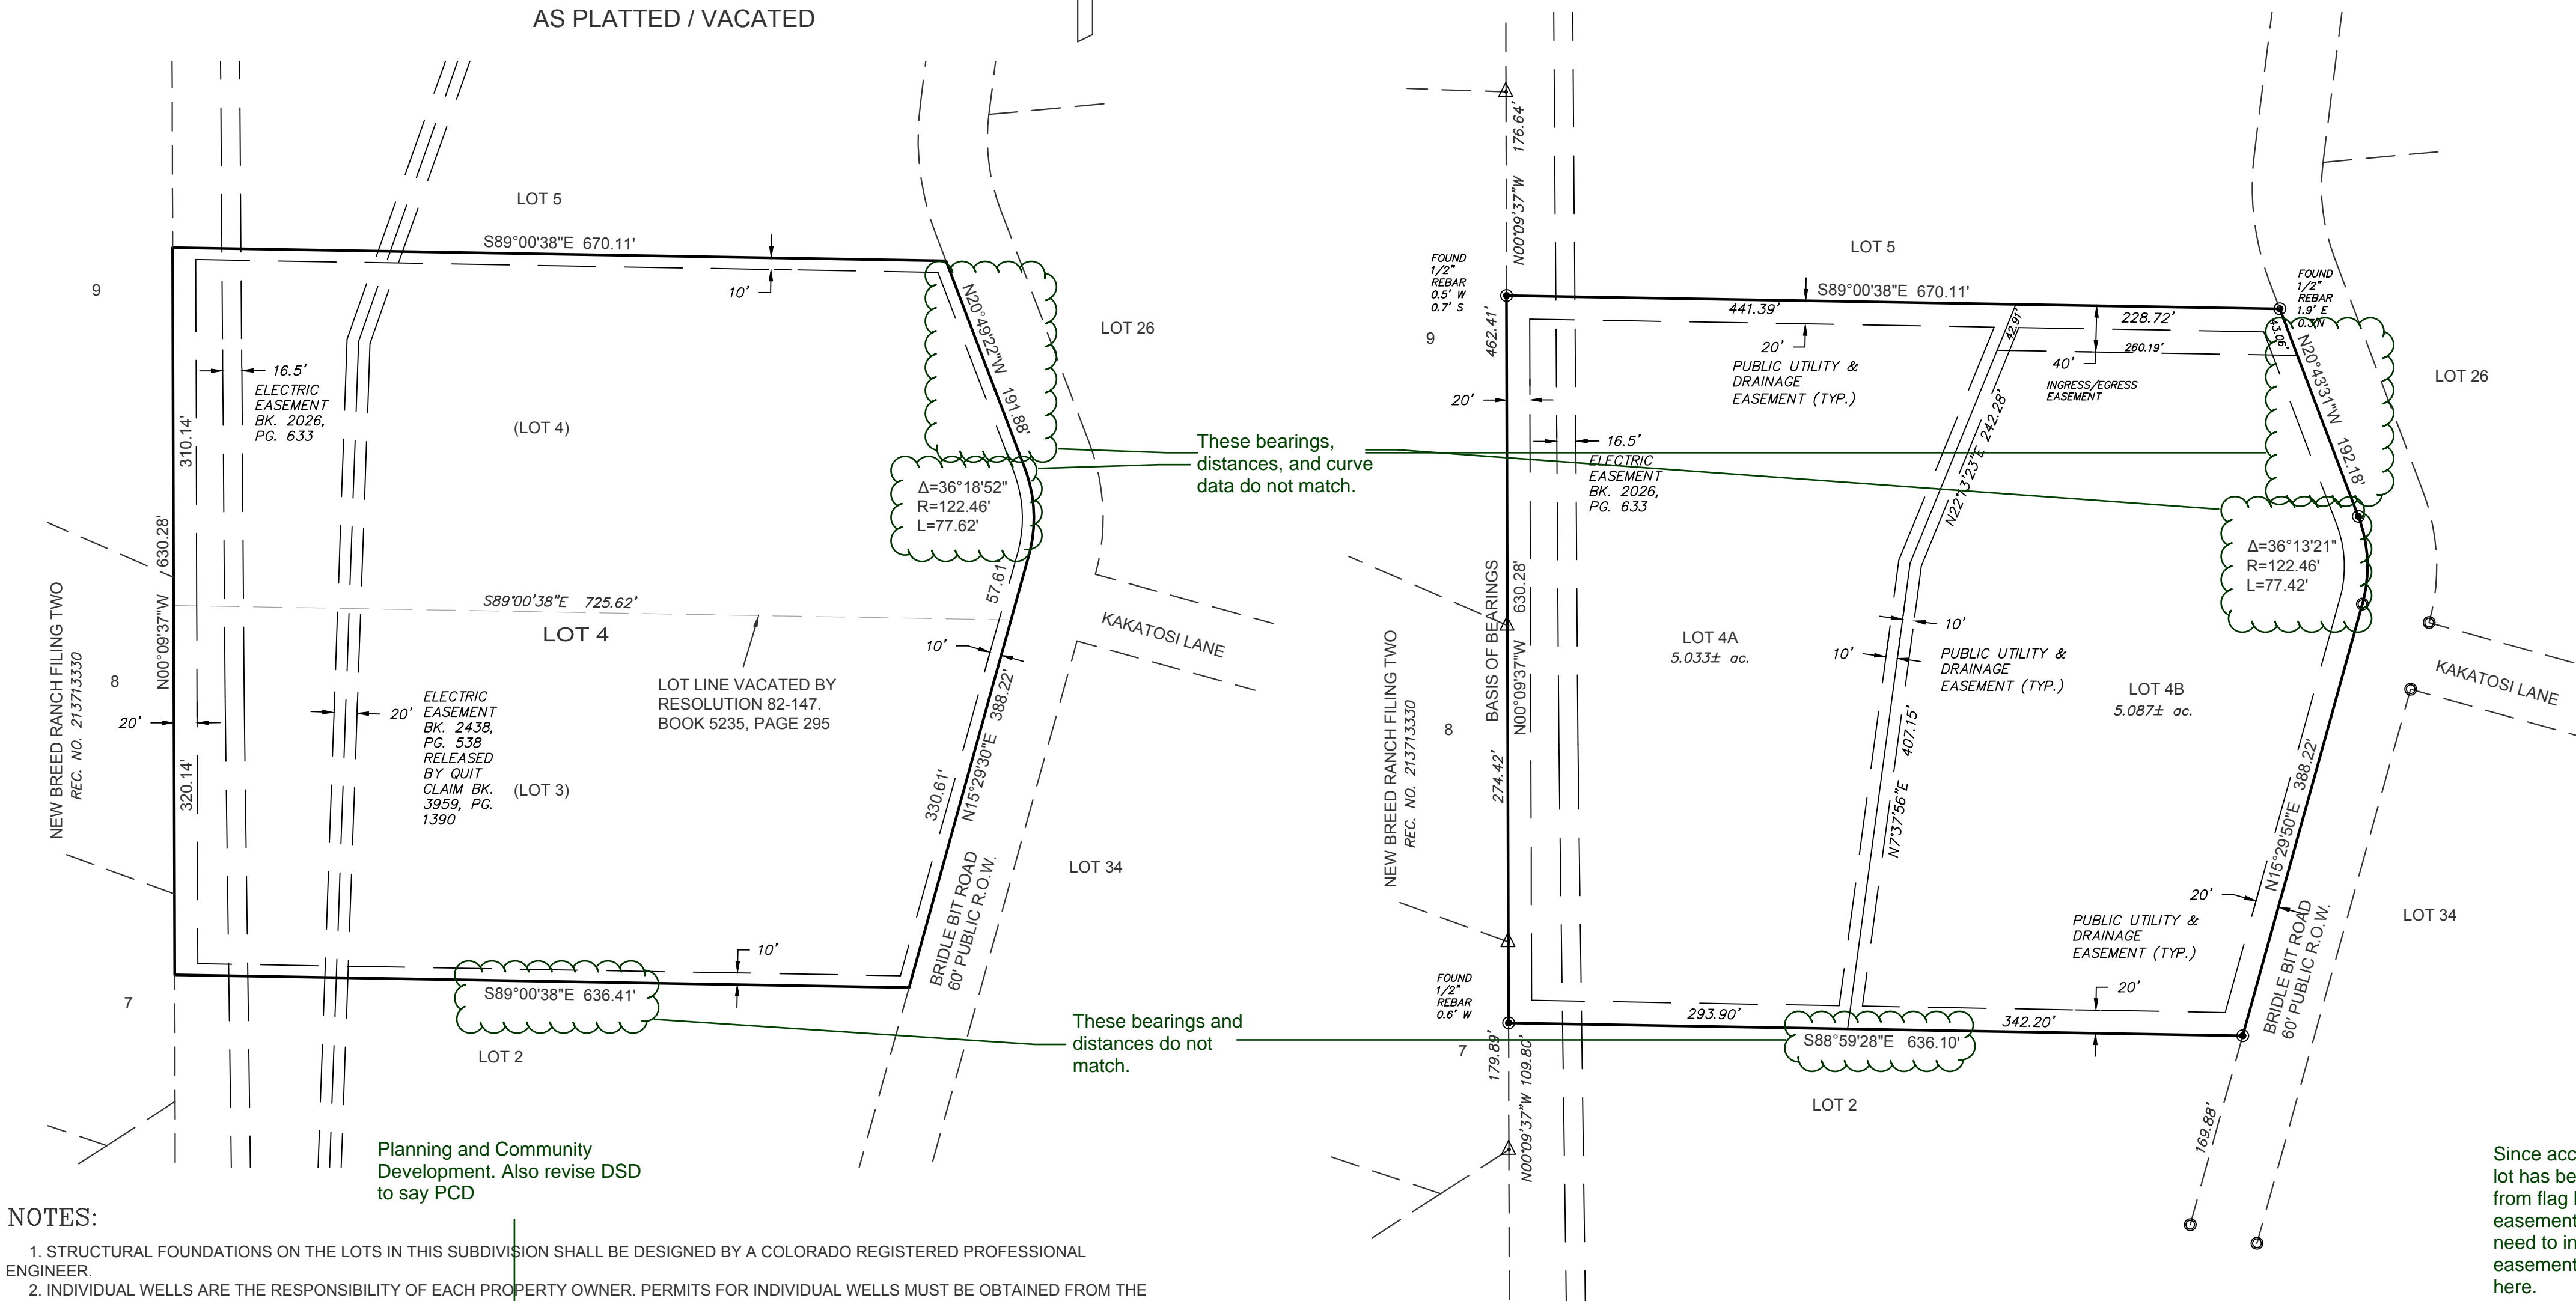 AS PLATTED / VACATED
LOT 5
S89°00'38"E 670.11'
10'
9
16.5'
ELECTRIC
EASEMENT
BK. 2026,
PG. 633
310.14'
(LOT 4)
N20°49'22"W 191.88'
LOT 26
Δ=36°18'52"
R=122.46'
L=77.62'
These bearings,
distances, and curve
data do not match.
N00°09'37"W 630.28'
NEW BREED RANCH FILING TWO
REC. NO. 213713330
8
S89°00'38"E 725.62'
LOT 4
57.61'
KAKATOSI LANE
10'
20'
20'
LOT LINE VACATED BY
RESOLUTION 82-147.
BOOK 5235, PAGE 295
ELECTRIC
EASEMENT
BK. 2438,
PG. 538
RELEASED
BY QUIT
CLAIM BK.
3959, PG.
1390
320.14'
(LOT 3)
330.61'
N15°29'30"E 388.22'
LOT 34
BRIDLE BIT ROAD
60' PUBLIC R.O.W.
10'
S89°00'38"E 636.41'
7
LOT 2
These bearings and
distances do not
match.
Planning and Community
Development. Also revise DSD
to say PCD
NOTES:
1. STRUCTURAL FOUNDATIONS ON THE LOTS IN THIS SUBDIVISION SHALL BE DESIGNED BY A COLORADO REGISTERED PROFESSIONAL
ENGINEER.
2. INDIVIDUAL WELLS ARE THE RESPONSIBILITY OF EACH PROPERTY OWNER. PERMITS FOR INDIVIDUAL WELLS MUST BE OBTAINED FROM THE
N00°09'37"W 176.64'
LOT 5
FOUND
1/2"
REBAR
0.5' W
0.7' S
S89°00'38"E 670.11'
FOUND
1/2"
REBAR
1.9' E
0.3'N
441.39'
228.72'
42.91'
43.06'
9
462.41'
20'
PUBLIC UTILITY &
DRAINAGE
EASEMENT (TYP.)
40'
260.19'
INGRESS/EGRESS
EASEMENT
20'
N20°43'31"W 192.18'
LOT 26
16.5'
ELECTRIC
EASEMENT
BK. 2026,
PG. 633
N22°13'23"E 242.28'
Δ=36°13'21"
R=122.46'
L=77.42'
BASIS OF BEARINGS
N00°09'37"W 630.28'
LOT 4A
5.033± ac.
10'
10'
PUBLIC UTILITY &
DRAINAGE
EASEMENT (TYP.)
LOT 4B
5.087± ac.
KAKATOSI LANE
NEW BREED RANCH FILING TWO
REC. NO. 213713330
8
274.42'
N7°37'56"E 407.15'
N15°29'50"E 388.22'
20'
LOT 34
PUBLIC UTILITY &
DRAINAGE
EASEMENT (TYP.)
BRIDLE BIT ROAD
60' PUBLIC R.O.W.
FOUND
1/2"
REBAR
0.6' W
20'
293.90'
342.20'
S88°59'28"E 636.10'
7
179.89'
N00°09'37"W 109.80'
LOT 2
169.88'
Since acc
lot has be
from flag l
easement
need to in
easement
here.